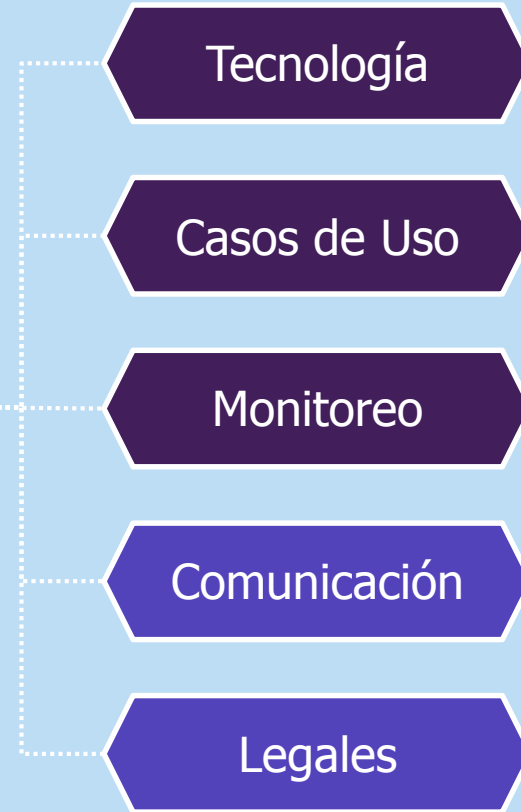 Tecnología
Casos de Uso
Monitoreo
Comunicación
Legales